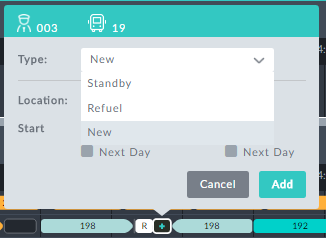 003 19
Type: New
Standby
Location:
Refuel
Start
New
Next Day Next Day
Cancel Add
198 R + 198 192